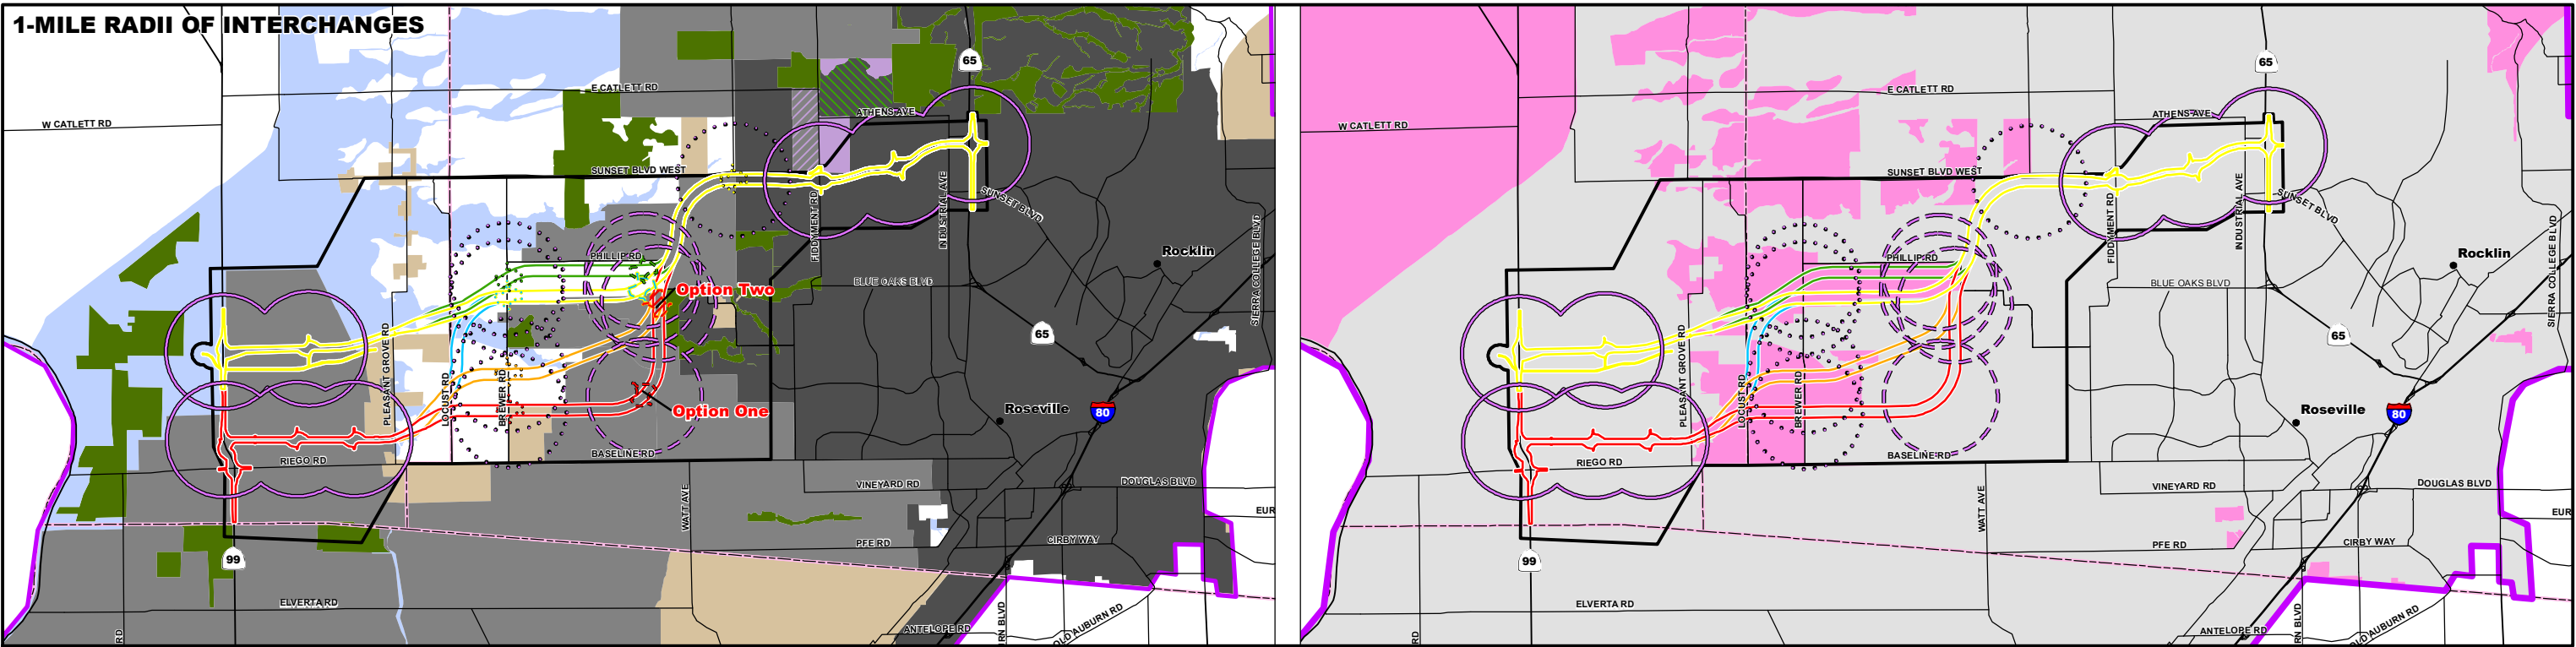 1-MILE RADII OF INTERCHANGES
65
E CATLETT RD
ATHENS AVE
W CATLETT RD
SUNSET BLVD WEST
SUNSET BLVD
INDUSTRIAL AVE
FIDDYMENT RD
SIERRA COLLEGE BLVD
Rocklin
PHILLIP RD
BLUE OAKS BLVD
Option Two
65
PLEASANT GROVE RD
LOCUST RD
BREWER RD
Option One
Roseville
80
RIEGO RD
BASELINE RD
VINEYARD RD
DOUGLAS BLVD
WATT AVE
EUR
PFE RD
CIRBY WAY
99
ELVERTA RD
RD
ANTELOPE RD
RN BLVD
OLD AUBURN RD
65
E CATLETT RD
ATHENS AVE
W CATLETT RD
SUNSET BLVD WEST
SUNSET BLVD
INDUSTRIAL AVE
FIDDYMENT RD
SIERRA COLLEGE BLVD
Rocklin
PHILLIP RD
BLUE OAKS BLVD
65
PLEASANT GROVE RD
LOCUST RD
BREWER RD
Roseville
80
RIEGO RD
BASELINE RD
VINEYARD RD
DOUGLAS BLVD
WATT AVE
EUR
PFE RD
CIRBY WAY
99
ELVERTA RD
RD
ANTELOPE RD
RN BLVD
OLD AUBURN RD